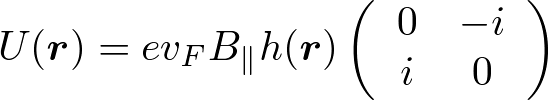 U(𝒓) = ev_F B_∥ h(𝒓) ( 0 −i
i 0 )